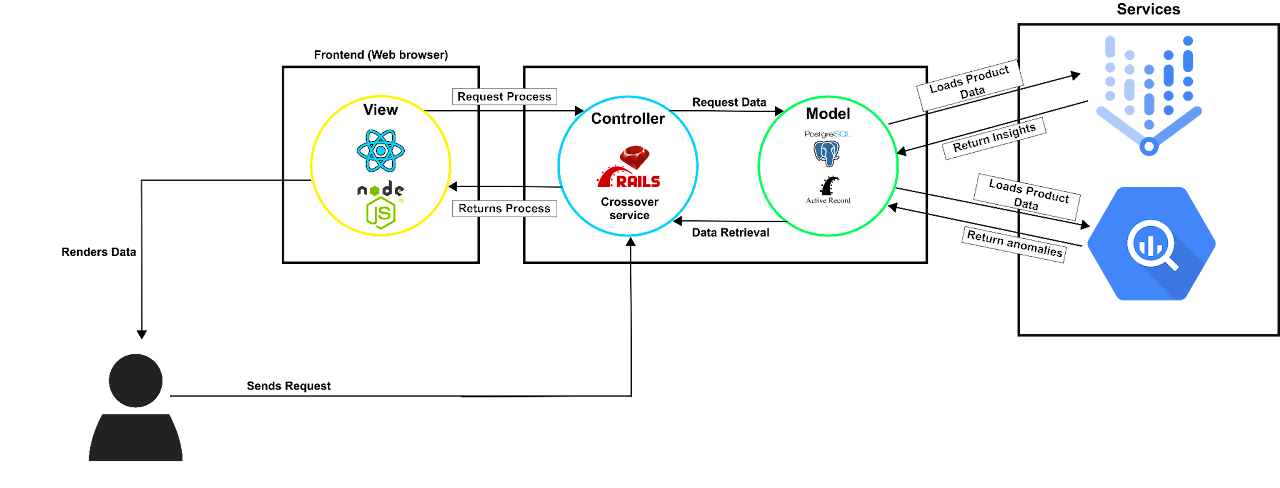 Services
Frontend (Web browser)
View
node
JS
®
Request Process
Returns Process
Controller
RAILS
Crossover
service
Request Data
Data Retrieval
Model
PostgreSQL
Active Record
Loads Product
Data
Return Insights
Loads Product
Data
Return anomalies
Renders Data
Sends Request